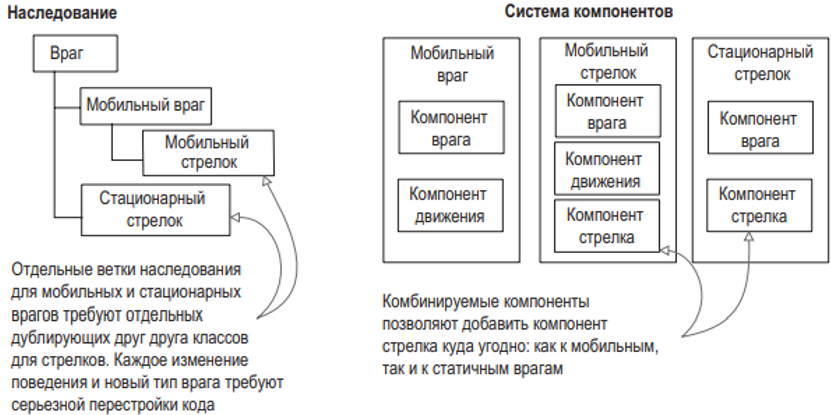 Наследование
Враг
Мобильный враг
Мобильный
стрелок
Стационарный
стрелок
Отдельные ветки наследования
для мобильных и стационарных
врагов требуют отдельных
дублирующих друг друга классов
для стрелков. Каждое изменение
поведения и новый тип врага требуют
серьезной перестройки кода
Система компонентов
Мобильный
враг
Компонент
врага
Компонент
движения
Мобильный
стрелок
Компонент
врага
Компонент
движения
Компонент
стрелка
Стационарный
стрелок
Компонент
врага
Компонент
стрелка
Комбинируемые компоненты
позволяют добавить компонент
стрелка куда угодно: как к мобильным,
так и к статичным врагам